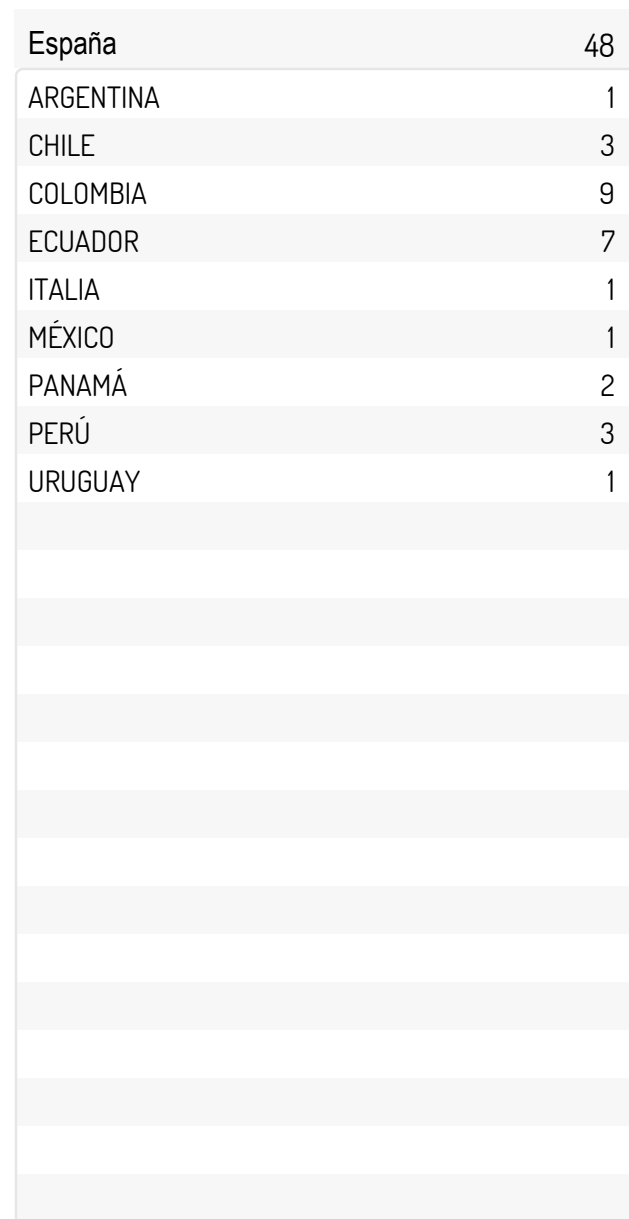 España 48
ARGENTINA 1
CHILE 3
COLOMBIA 9
ECUADOR 7
ITALIA 1
MÉXICO 1
PANAMÁ 2
PERÚ 3
URUGUAY 1